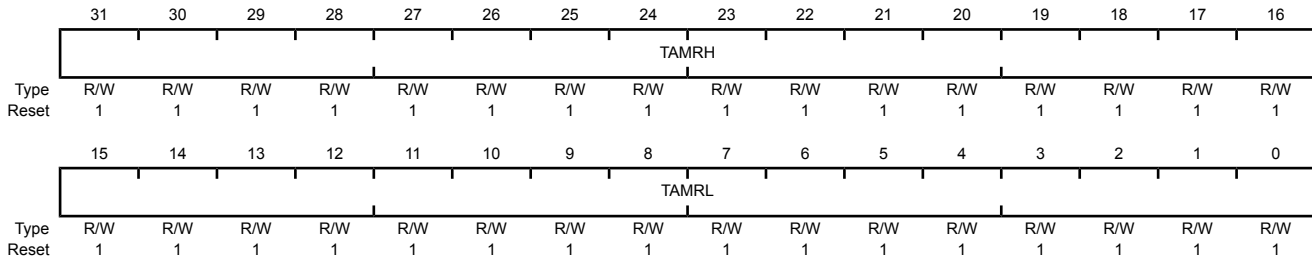 31 30 29 28 27 26 25 24 23 22 21 20 19 18 17 16
TAMRH
Type R/W R/W R/W R/W R/W R/W R/W R/W R/W R/W R/W R/W R/W R/W R/W R/W
Reset 1 1 1 1 1 1 1 1 1 1 1 1 1 1 1 1
15 14 13 12 11 10 9 8 7 6 5 4 3 2 1 0
TAMRL
Type R/W R/W R/W R/W R/W R/W R/W R/W R/W R/W R/W R/W R/W R/W R/W R/W
Reset 1 1 1 1 1 1 1 1 1 1 1 1 1 1 1 1